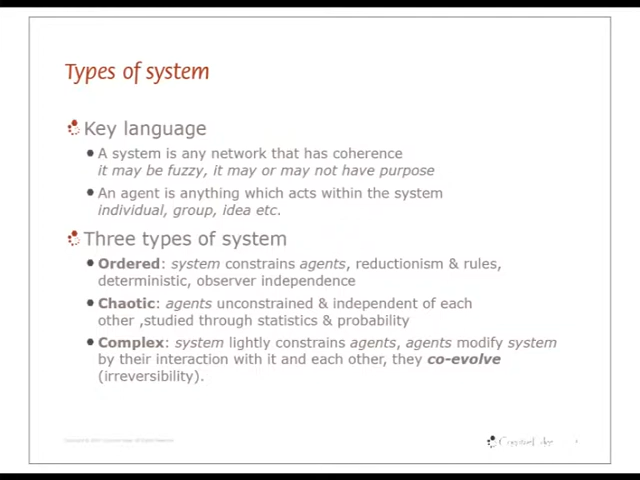 Types of system
Key language
A system is any network that has coherence
it may be fuzzy, it may or may not have purpose
An agent is anything which acts within the system
individual, group, idea etc.
Three types of system
Ordered: system constrains agents, reductionism & rules,
deterministic, observer independence
Chaotic: agents unconstrained & independent of each
other ,studied through statistics & probability
Complex: system lightly constrains agents, agents modify system
by their interaction with it and each other, they co-evolve
(irreversibility).